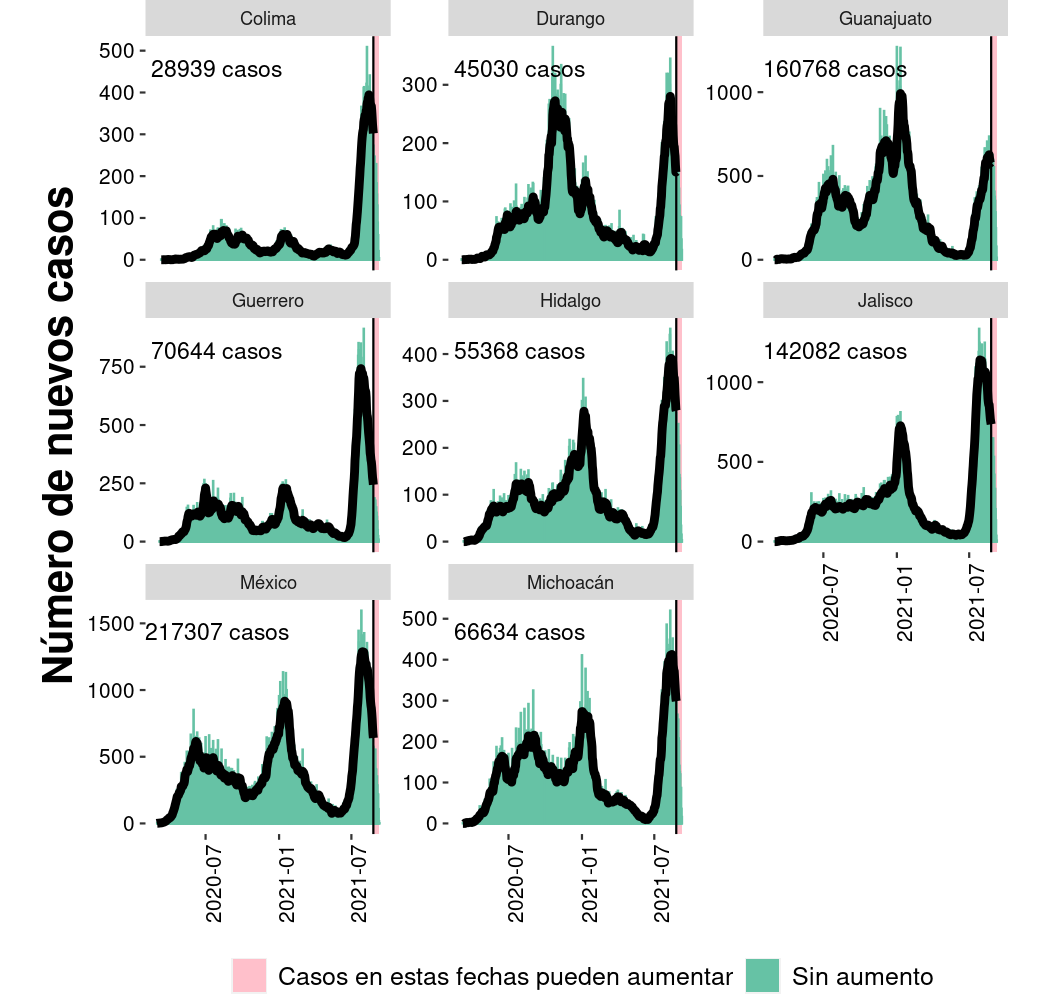 Número de nuevos casos
Colima
28939 casos
500
400
300
200
100
0
Durango
45030 casos
300
200
100
0
Guanajuato
160768 casos
1000
500
0
Guerrero
70644 casos
750
500
250
0
Hidalgo
55368 casos
400
300
200
100
0
Jalisco
142082 casos
1000
500
0
2020-07
2021-01
2021-07
México
217307 casos
1500
1000
500
0
2020-07
2021-01
2021-07
Michoacán
66634 casos
500
400
300
200
100
0
2020-07
2021-01
2021-07
Casos en estas fechas pueden aumentar
Sin aumento